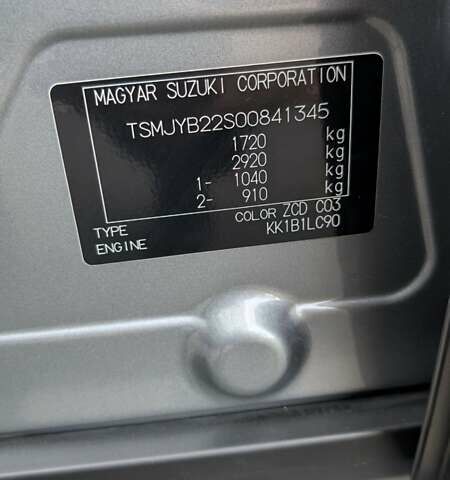 MAGYAR SUZUKI CORPORATION
TSMJYB22S00841345
1720 kg
2920 kg
1- 1040 kg
2- 910 kg
COLOR ZCD C03
TYPE KK1B1LC90
ENGINE